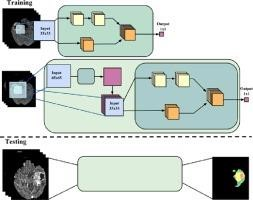 Training
Input
33x33
Output
1x1
Input
65x65
Input
33x33
Output
1x1
Testing